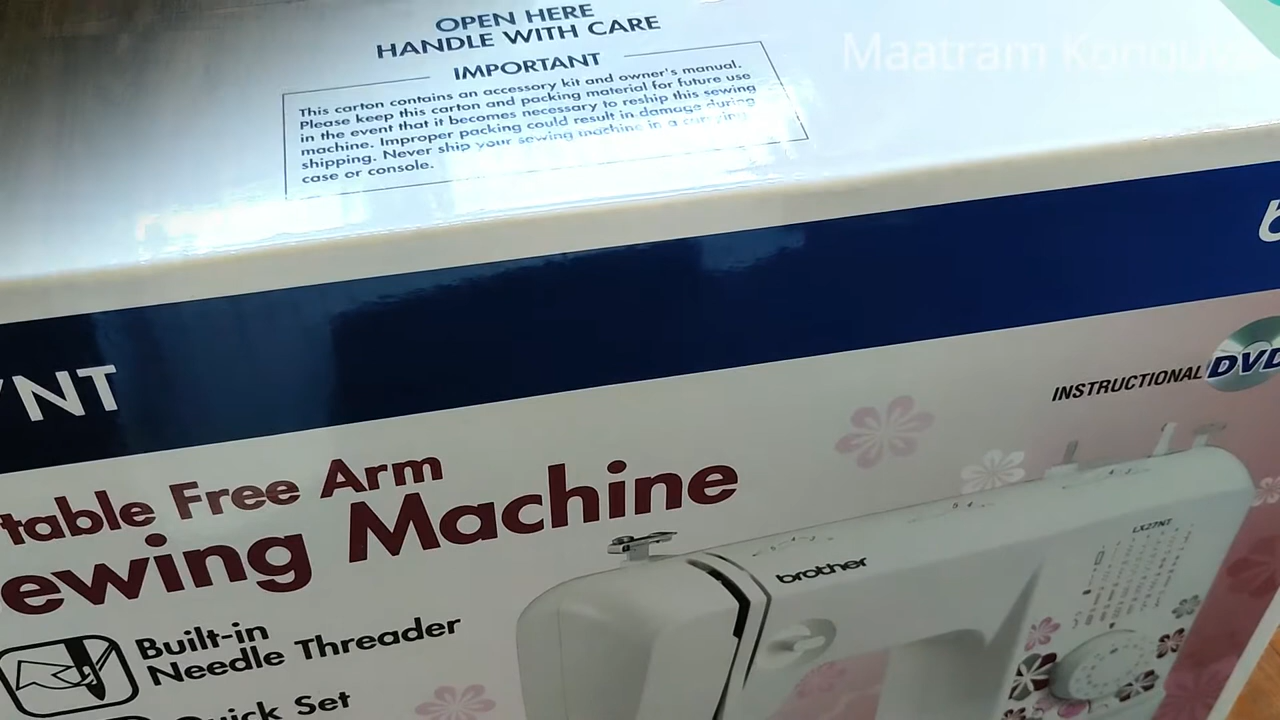 OPEN HERE
HANDLE WITH CARE
IMPORTANT
This carton contains an accessory kit and owner's manual.
Please keep this carton and packing material for future use
in the event that it becomes necessary to reship this sewing
machine. Improper packing could result in damage during
shipping. Never ship your sewing machine in a carrying
case or console.
Maatram
NT
INSTRUCTIONAL DVD
table Free Arm
ewing Machine
Built-in
Needle Threader
Quick Set
brother
LX27NT